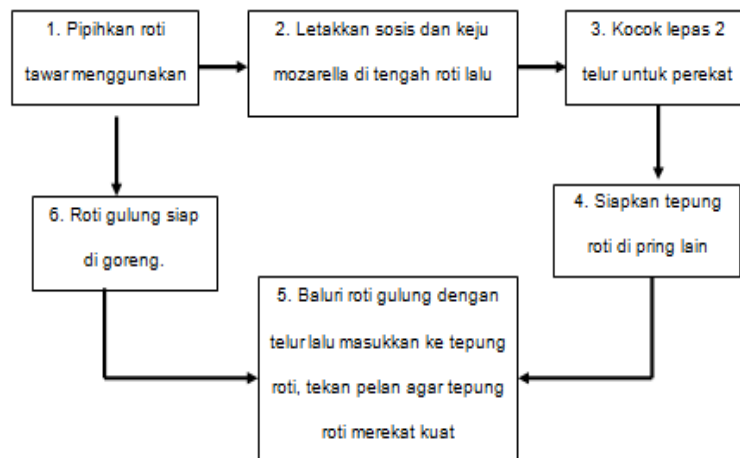 1. Pipihkan roti
tawar menggunakan
2. Letakkan sosis dan keju
mozarella di tengah roti lalu
3. Kocok lepas 2
telur untuk perekat
4. Siapkan tepung
roti di pring lain
5. Baluri roti gulung dengan
telur lalu masukkan ke tepung
roti, tekan pelan agar tepung
roti merekat kuat
6. Roti gulung siap
di goreng.